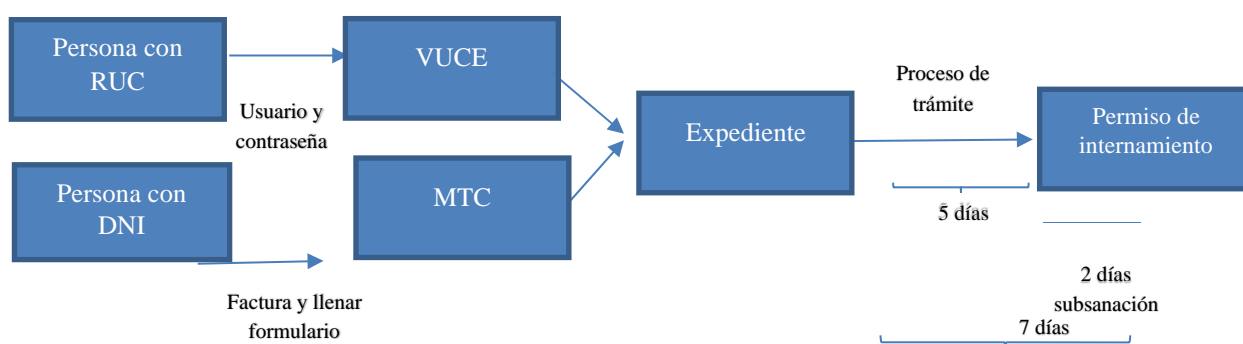 Persona con
RUC
Usuario y
contraseña
VUCE
Persona con
DNI
Factura y llenar
formulario
MTC
Expediente
Proceso de
trámite
5 días
Permiso de
internamiento
2 días
subsanación
7 días